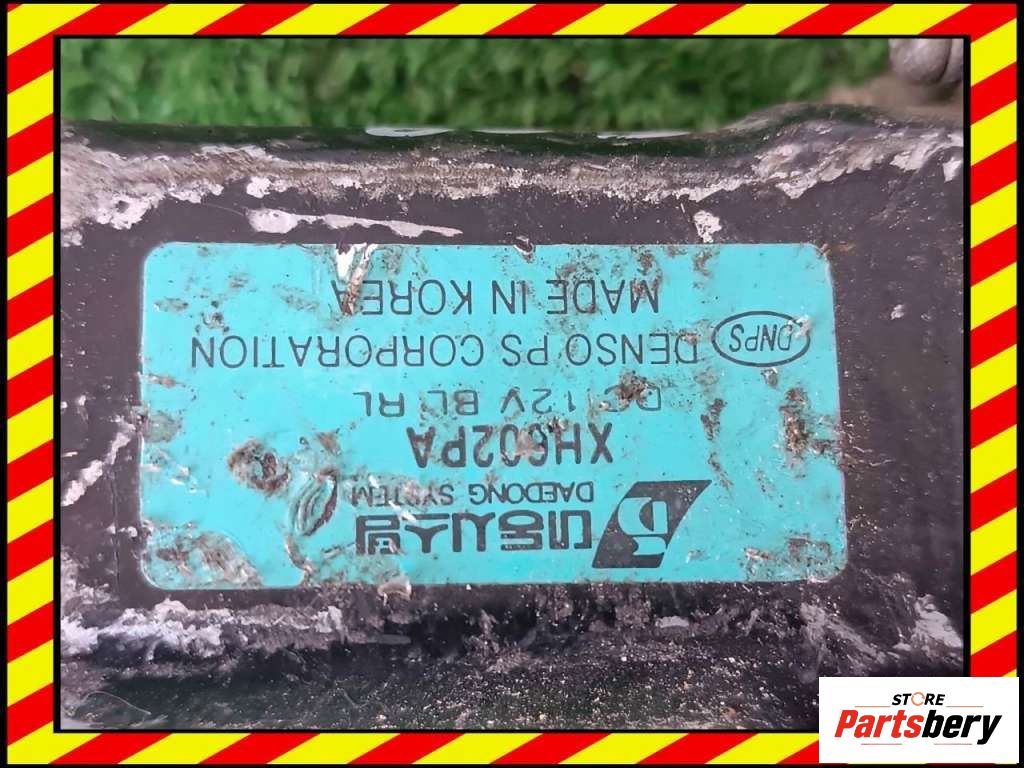 대동시스템
DAEDONG SYSTEM
XH602PA
DC 12V BL RL
DNPS DENSO PS CORPORATION
MADE IN KOREA
STORE
Partsbery